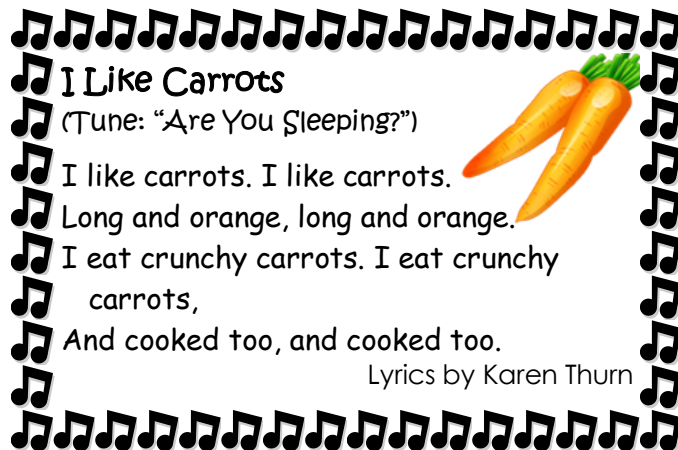 I Like Carrots
(Tune: “Are You Sleeping?”)
I like carrots. I like carrots.
Long and orange, long and orange.
I eat crunchy carrots. I eat crunchy
carrots,
And cooked too, and cooked too.
Lyrics by Karen Thurn